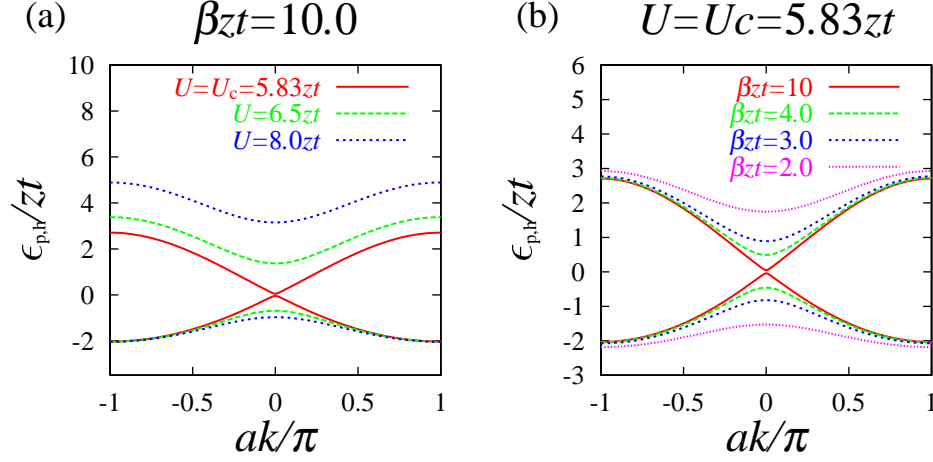 (a) βzt=10.0
10
8
6
4
2
0
-2
U=U_c=5.83zt
U=6.5zt
U=8.0zt
ϵ_p,h/zt
-1 -0.5 0 0.5 1
ak/π
(b) U=Uc=5.83zt
6
5
4
3
2
1
0
-1
-2
-3
βzt=10
βzt=4.0
βzt=3.0
βzt=2.0
ϵ_p,h/zt
-1 -0.5 0 0.5 1
ak/π